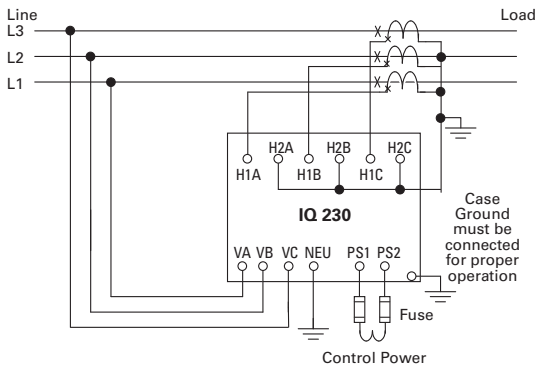 Line
Load
L3
L2
L1
H2A
H2B
H2C
H1A
H1B
H1C
IQ 230
Case
Ground
must be
connected
for proper
operation
VA
VB
VC
NEU
PS1
PS2
Fuse
Control Power